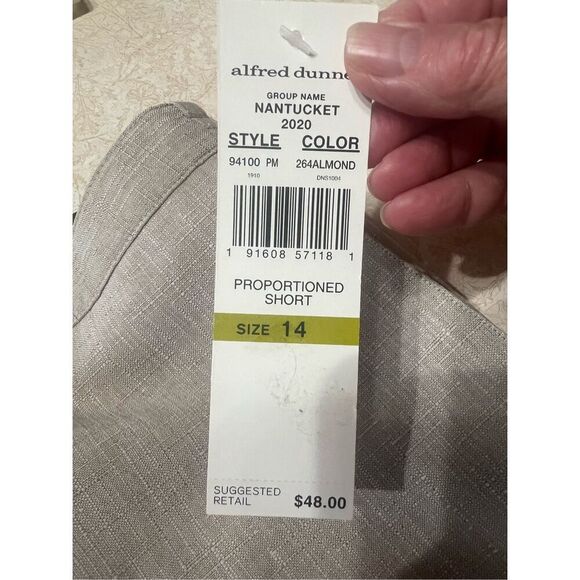 alfred dunne
GROUP NAME
NANTUCKET
2020
STYLE COLOR
94100 PM 264ALMOND
1910 DNS1004
1 91608 57118 1
PROPORTIONED
SHORT
SIZE 14
SUGGESTED
RETAIL $48.00